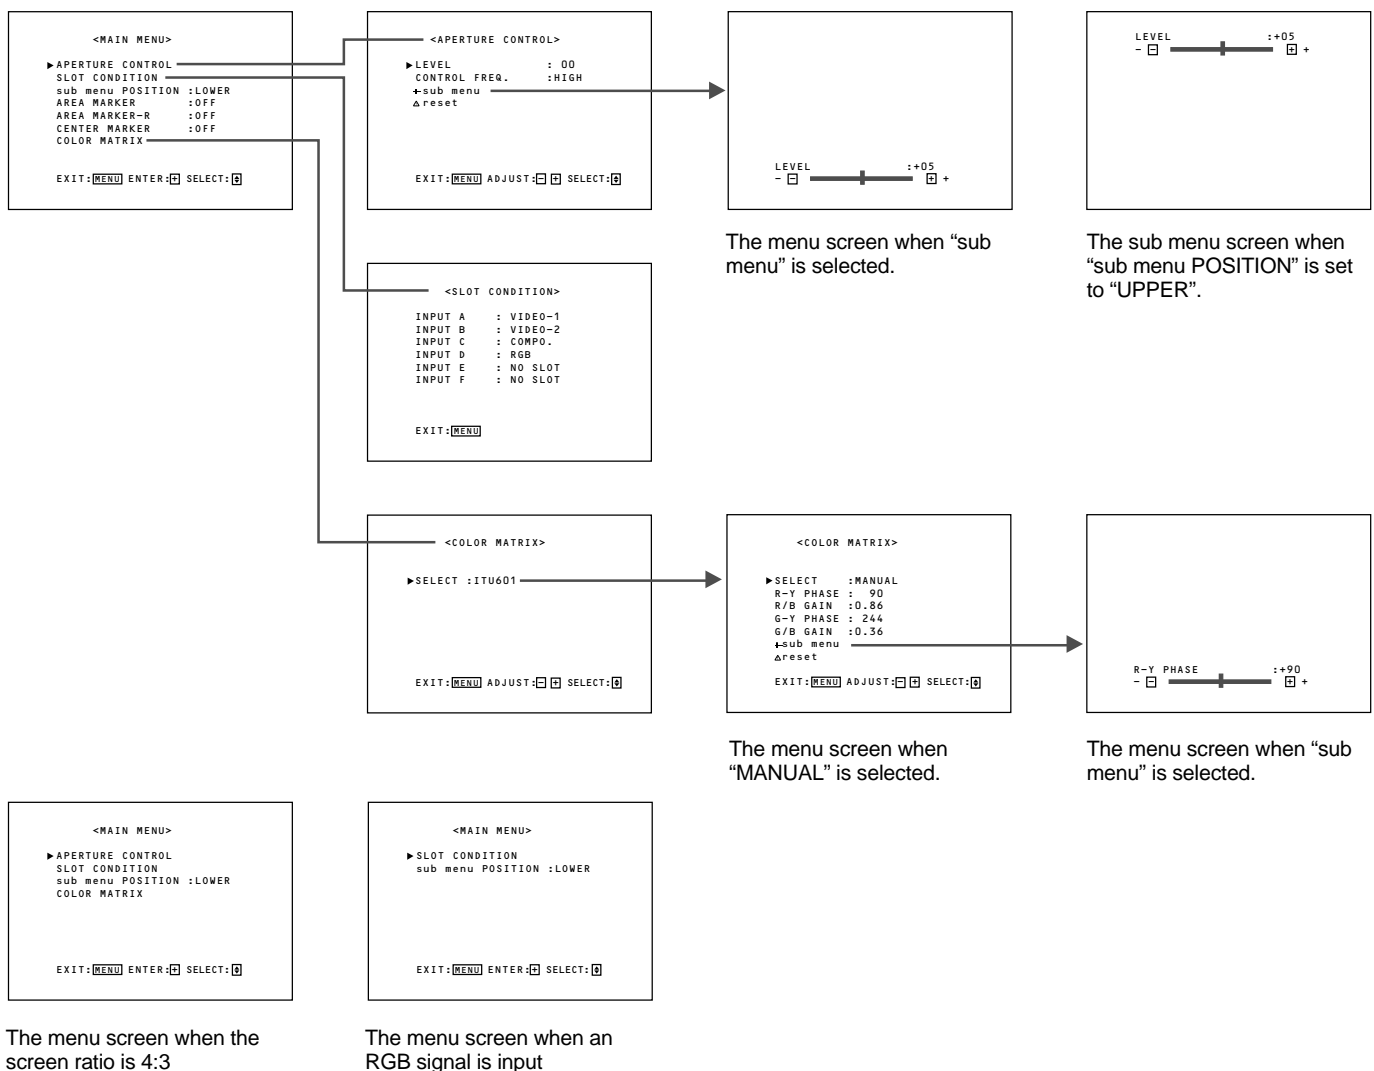 <MAIN MENU>
▶APERTURE CONTROL
SLOT CONDITION
sub menu POSITION :LOWER
AREA MARKER :OFF
AREA MARKER-R :OFF
CENTER MARKER :OFF
COLOR MATRIX
EXIT:MENU ENTER:+ SELECT:♦
<APERTURE CONTROL>
▶LEVEL : 00
CONTROL FREQ. :HIGH
+sub menu
△reset
EXIT:MENU ADJUST:- + SELECT:♦
LEVEL :+05
- - + +
The menu screen when “sub
menu” is selected.
LEVEL :+05
- - + +
The sub menu screen when
“sub menu POSITION” is set
to “UPPER”.
<SLOT CONDITION>
INPUT A : VIDEO-1
INPUT B : VIDEO-2
INPUT C : COMPO.
INPUT D : RGB
INPUT E : NO SLOT
INPUT F : NO SLOT
EXIT:MENU
<COLOR MATRIX>
▶SELECT :ITU601
EXIT:MENU ADJUST:- + SELECT:♦
<COLOR MATRIX>
▶SELECT :MANUAL
R-Y PHASE : 90
R/B GAIN :0.86
G-Y PHASE : 244
G/B GAIN :0.36
+sub menu
△reset
EXIT:MENU ADJUST:- + SELECT:♦
The menu screen when
“MANUAL” is selected.
R-Y PHASE :+90
- - + +
The menu screen when “sub
menu” is selected.
<MAIN MENU>
▶APERTURE CONTROL
SLOT CONDITION
sub menu POSITION :LOWER
COLOR MATRIX
EXIT:MENU ENTER:+ SELECT:♦
The menu screen when the
screen ratio is 4:3
<MAIN MENU>
▶SLOT CONDITION
sub menu POSITION :LOWER
EXIT:MENU ENTER:+ SELECT:♦
The menu screen when an
RGB signal is input